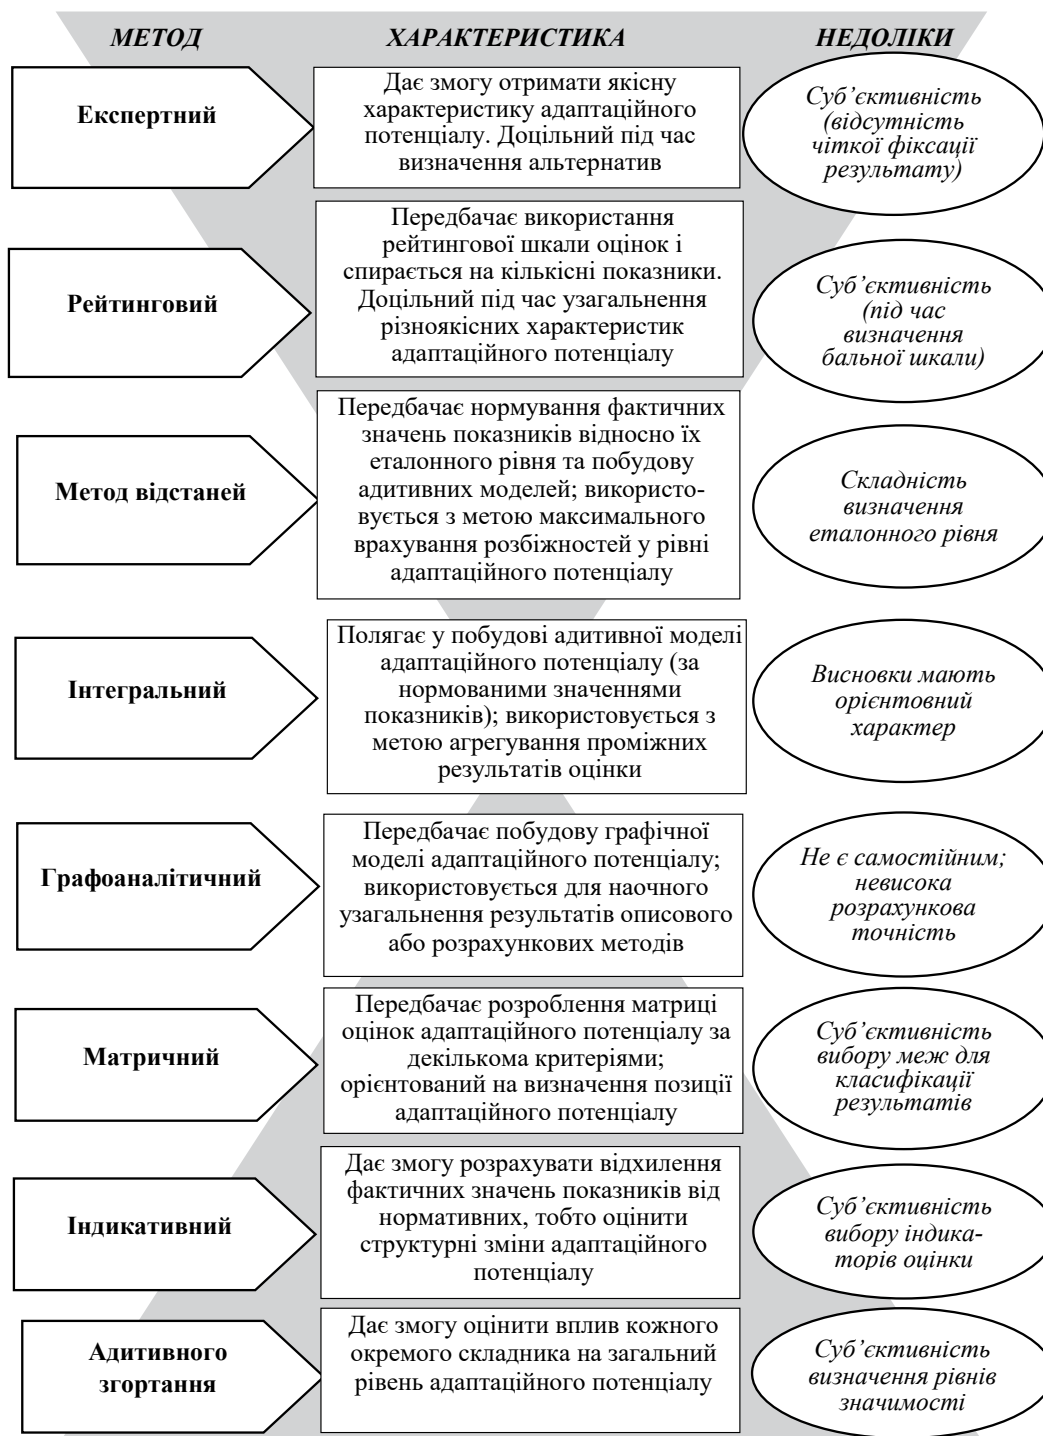 МЕТОД
ХАРАКТЕРИСТИКА
НЕДОЛІКИ
Експертний
Дає змогу отримати якісну
характеристику адаптаційного
потенціалу. Доцільний під час
визначення альтернатив
Суб’єктивність
(відсутність
чіткої фіксації
результату)
Рейтинговий
Передбачає використання
рейтингової шкали оцінок і
спирається на кількісні показники.
Доцільний під час узагальнення
різноякісних характеристик
адаптаційного потенціалу
Суб’єктивність
(під час
визначення
бальної шкали)
Метод відстаней
Передбачає нормування фактичних
значень показників відносно їх
еталонного рівня та побудову
адитивних моделей; використо-
вується з метою максимального
врахування розбіжностей у рівні
адаптаційного потенціалу
Складність
визначення
еталонного рівня
Інтегральний
Полягає у побудові адитивної моделі
адаптаційного потенціалу (за
нормованими значеннями
показників); використовується з
метою агрегування проміжних
результатів оцінки
Висновки мають
орієнтовний
характер
Графоаналітичний
Передбачає побудову графічної
моделі адаптаційного потенціалу;
використовується для наочного
узагальнення результатів описового
або розрахункових методів
Не є самостійним;
невисока
розрахункова
точність
Матричний
Передбачає розроблення матриці
оцінок адаптаційного потенціалу за
декількома критеріями;
орієнтований на визначення позиції
адаптаційного потенціалу
Суб’єктивність
вибору меж для
класифікації
результатів
Індикативний
Дає змогу розрахувати відхилення
фактичних значень показників від
нормативних, тобто оцінити
структурні зміни адаптаційного
потенціалу
Суб’єктивність
вибору індика-
торів оцінки
Адитивного
згортання
Дає змогу оцінити вплив кожного
окремого складника на загальний
рівень адаптаційного потенціалу
Суб’єктивність
визначення рівнів
значимості